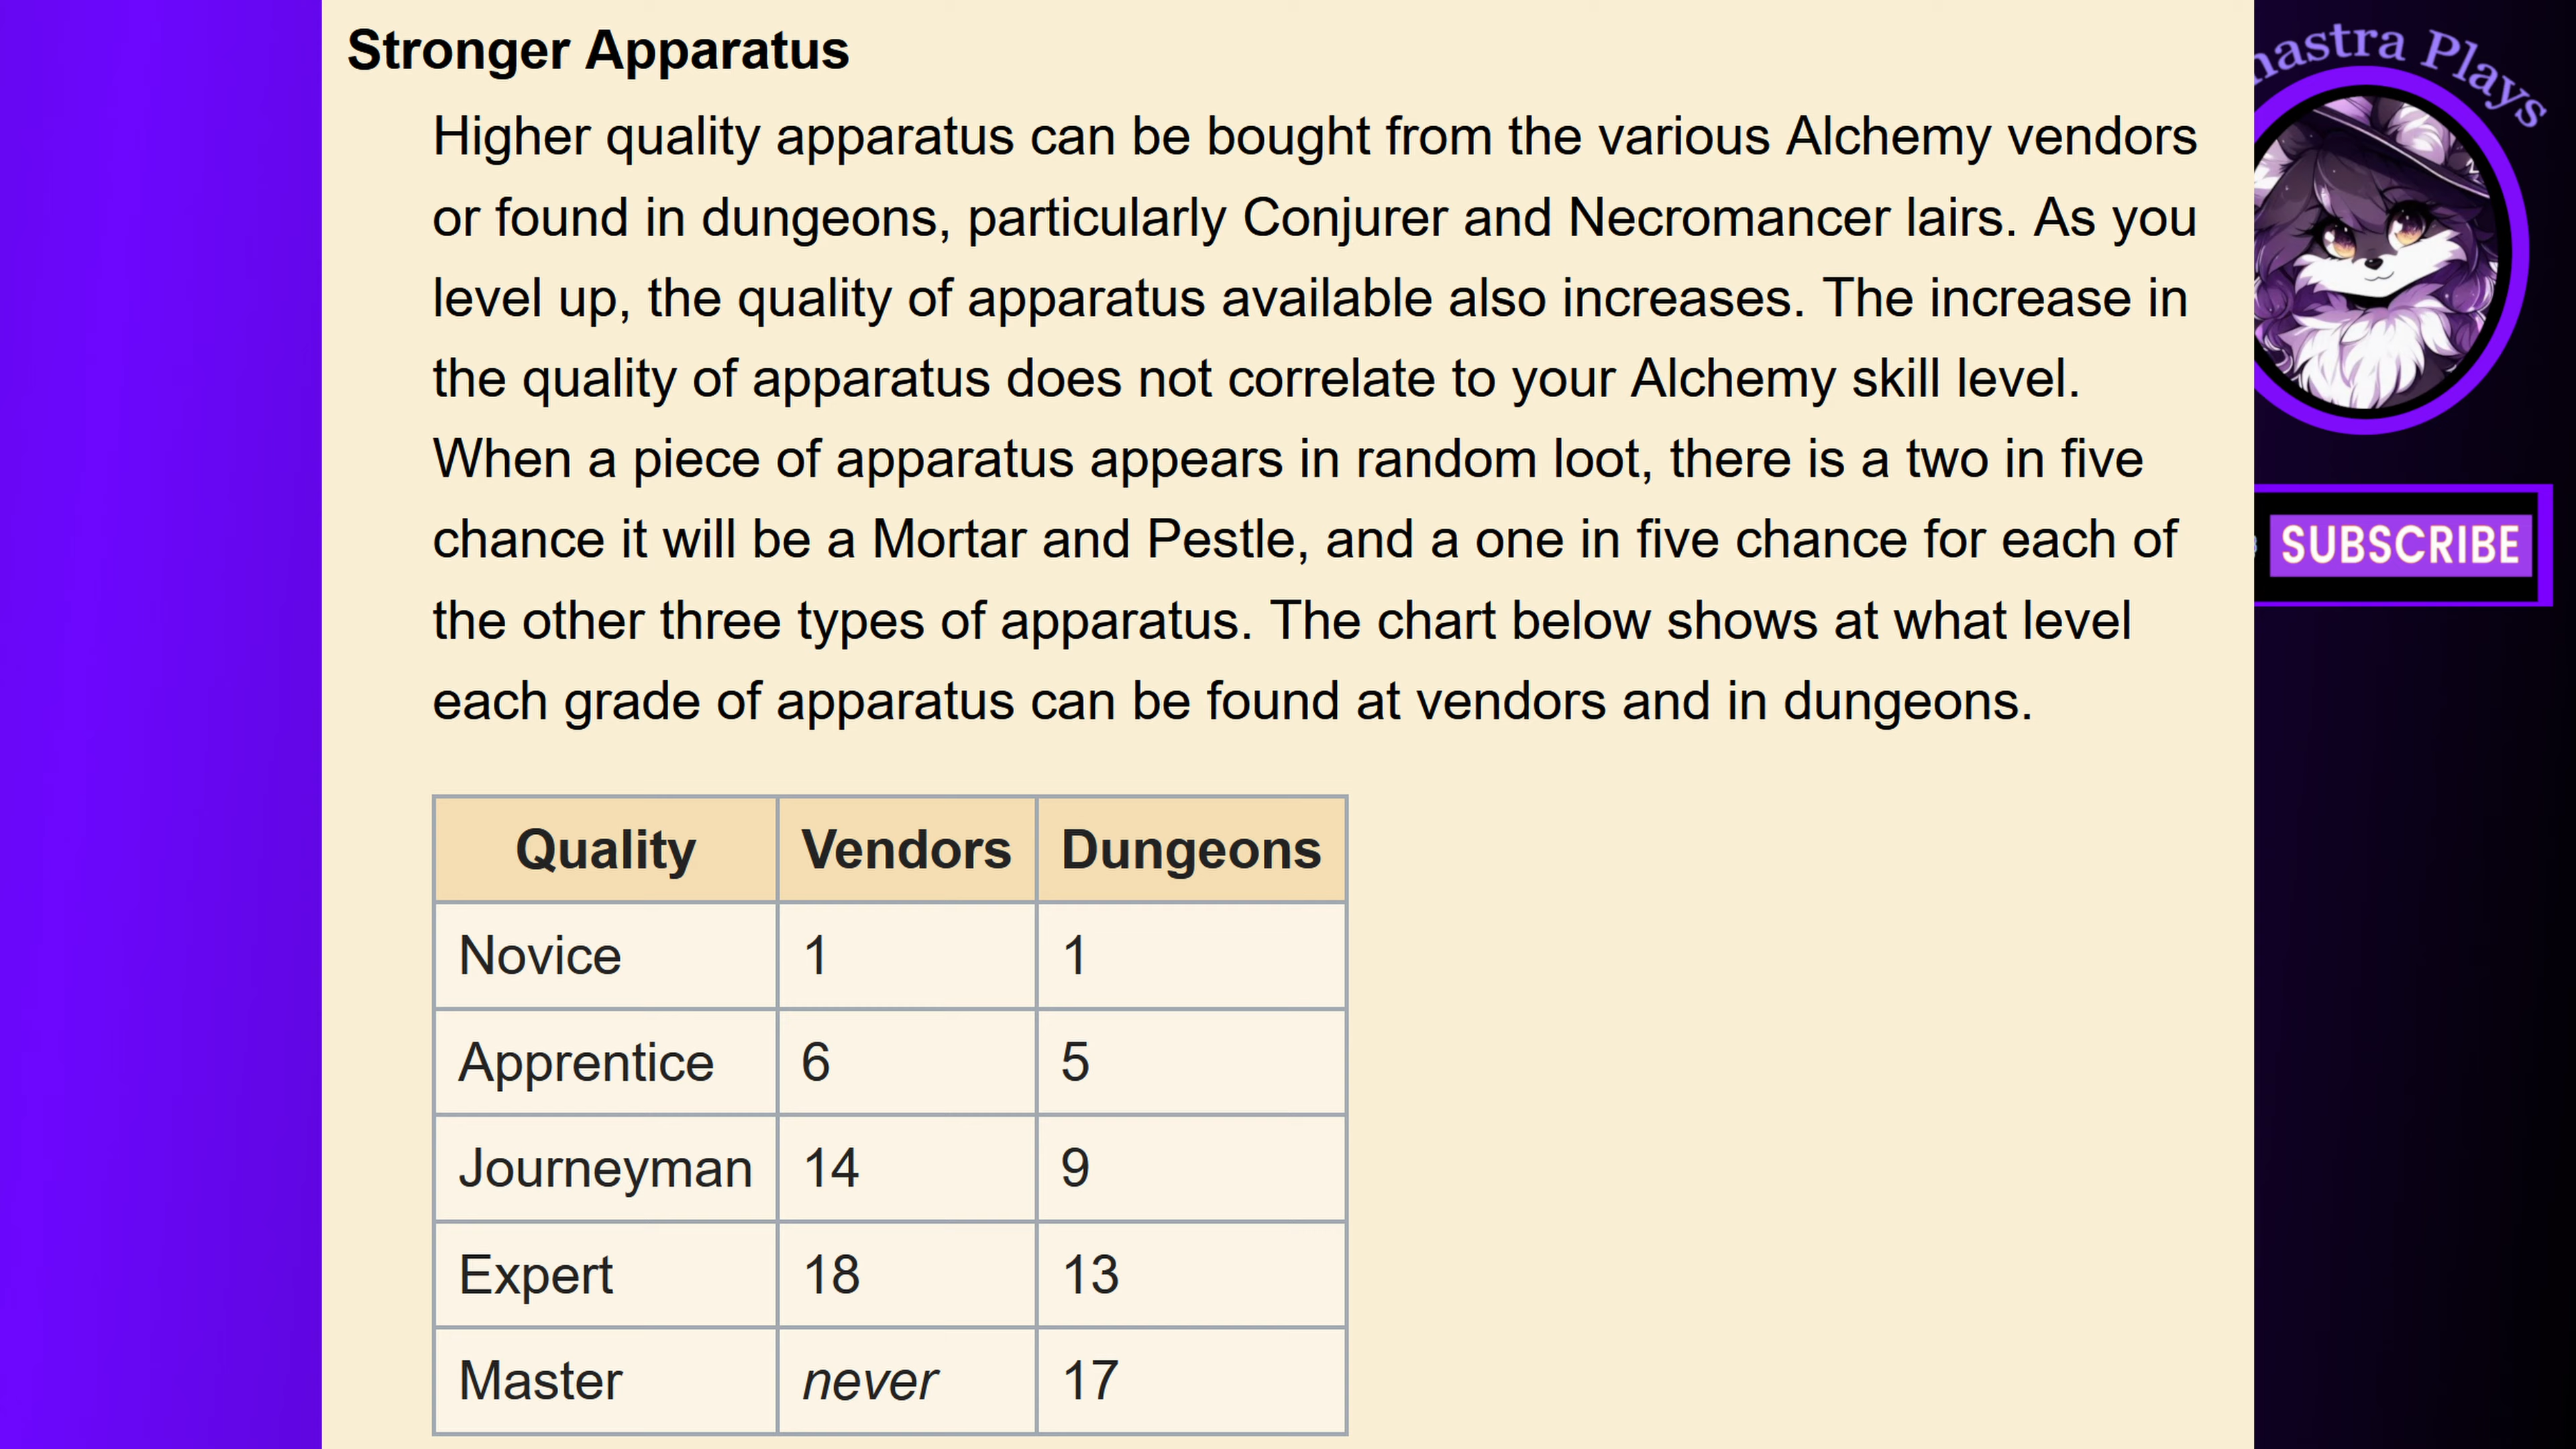 Stronger Apparatus
Higher quality apparatus can be bought from the various Alchemy vendors
or found in dungeons, particularly Conjurer and Necromancer lairs. As you
level up, the quality of apparatus available also increases. The increase in
the quality of apparatus does not correlate to your Alchemy skill level.
When a piece of apparatus appears in random loot, there is a two in five
chance it will be a Mortar and Pestle, and a one in five chance for each of
the other three types of apparatus. The chart below shows at what level
each grade of apparatus can be found at vendors and in dungeons.
Quality Vendors Dungeons
Novice 1 1
Apprentice 6 5
Journeyman 14 9
Expert 18 13
Master never 17
Plays
SUBSCRIBE